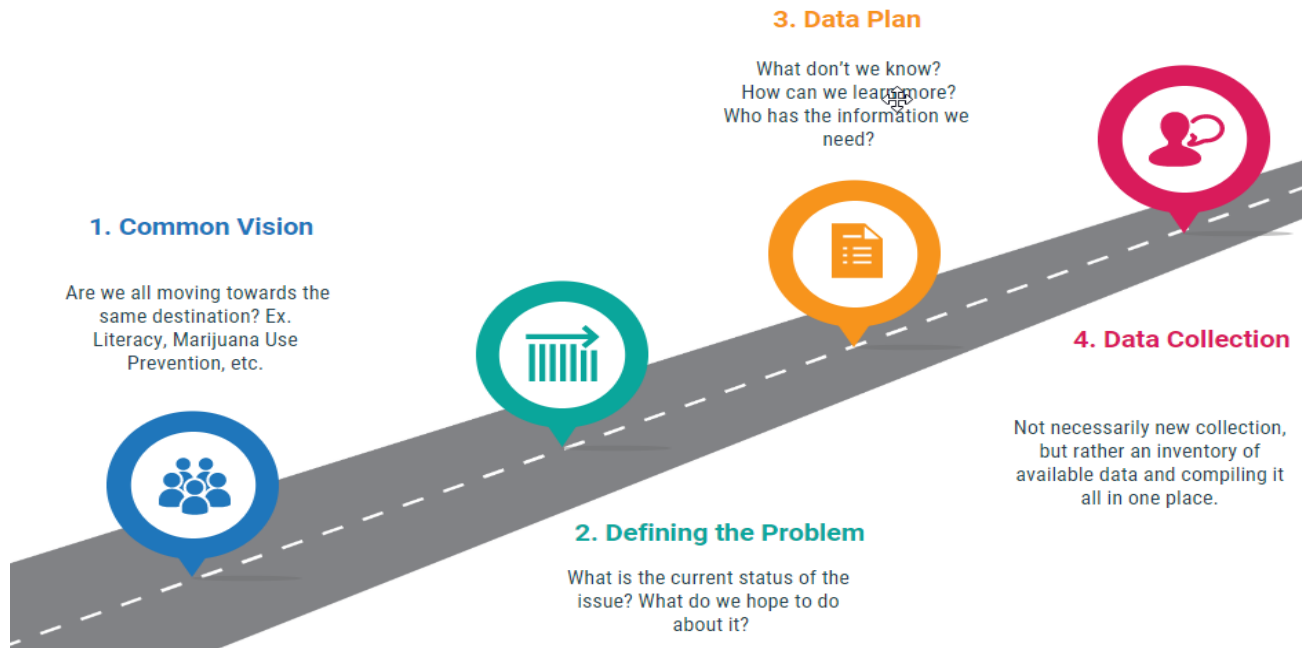 1. Common Vision
Are we all moving towards the
same destination? Ex.
Literacy, Marijuana Use
Prevention, etc.
2. Defining the Problem
What is the current status of the
issue? What do we hope to do
about it?
3. Data Plan
What don't we know?
How can we learn more?
Who has the information we
need?
4. Data Collection
Not necessarily new collection,
but rather an inventory of
available data and compiling it
all in one place.